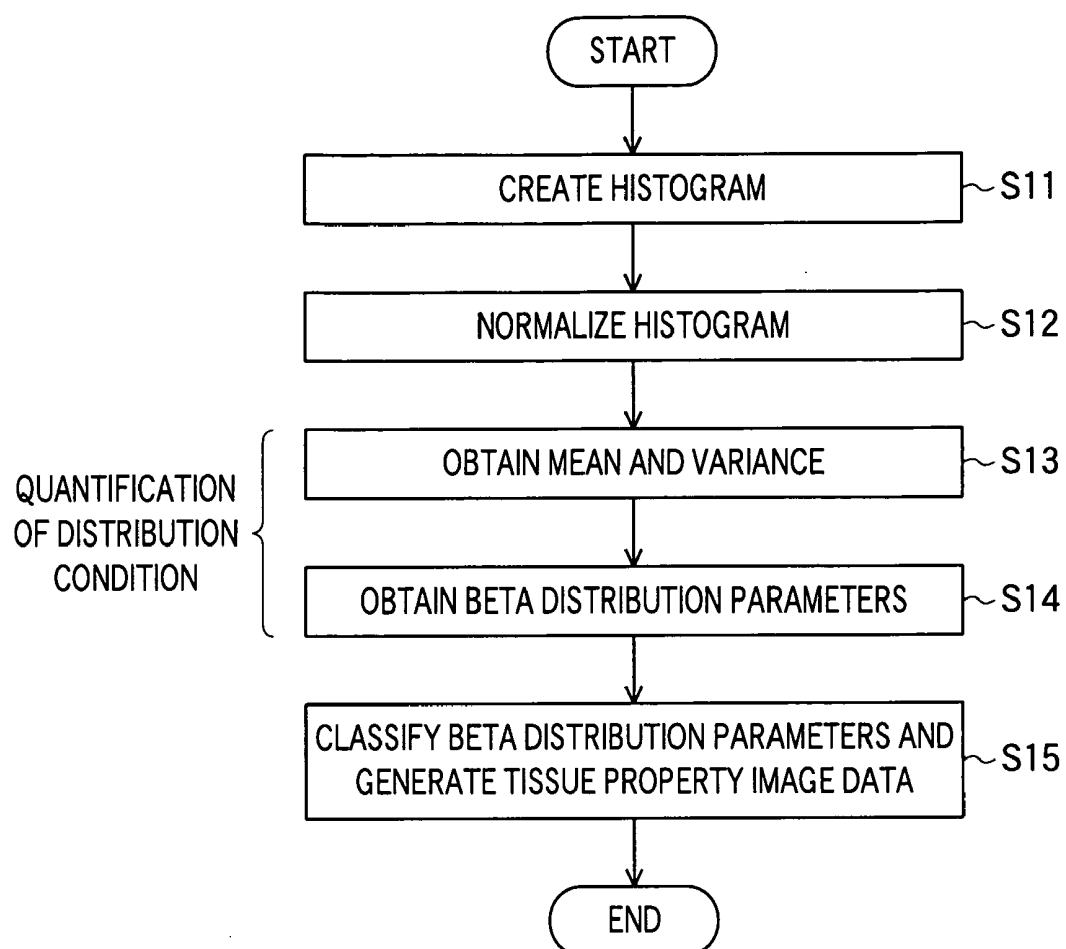 START
CREATE HISTOGRAM
S11
NORMALIZE HISTOGRAM
S12
QUANTIFICATION
OF DISTRIBUTION
CONDITION
OBTAIN MEAN AND VARIANCE
S13
OBTAIN BETA DISTRIBUTION PARAMETERS
S14
CLASSIFY BETA DISTRIBUTION PARAMETERS AND
GENERATE TISSUE PROPERTY IMAGE DATA
S15
END